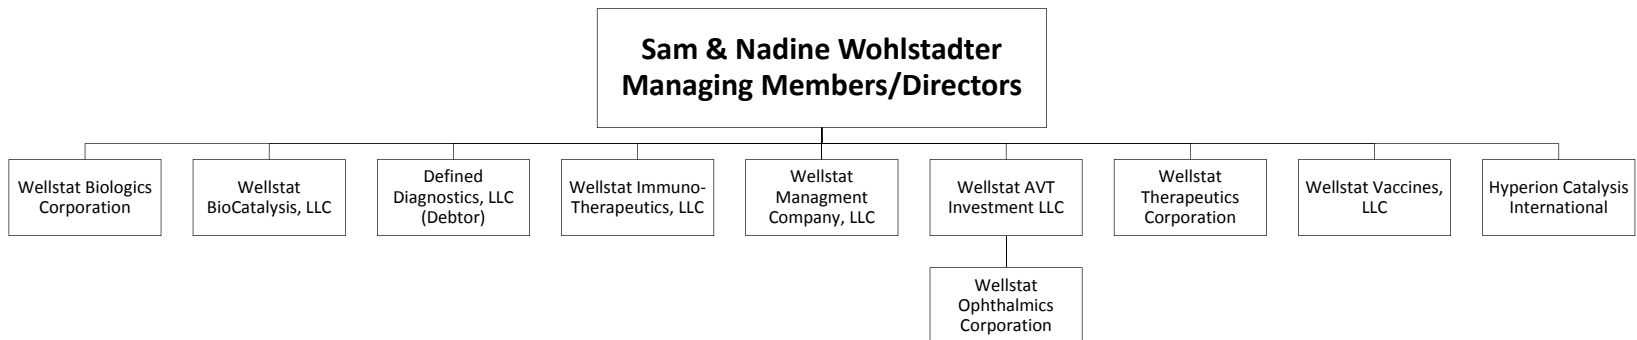 Sam & Nadine Wohlstadter
Managing Members/Directors
Wellstat Biologics
Corporation
Wellstat
BioCatalysis, LLC
Defined
Diagnostics, LLC
(Debtor)
Wellstat Immuno-
Therapeutics, LLC
Wellstat
Managment
Company, LLC
Wellstat AVT
Investment LLC
Wellstat
Therapeutics
Corporation
Wellstat Vaccines,
LLC
Hyperion Catalysis
International
Wellstat
Ophthalmics
Corporation